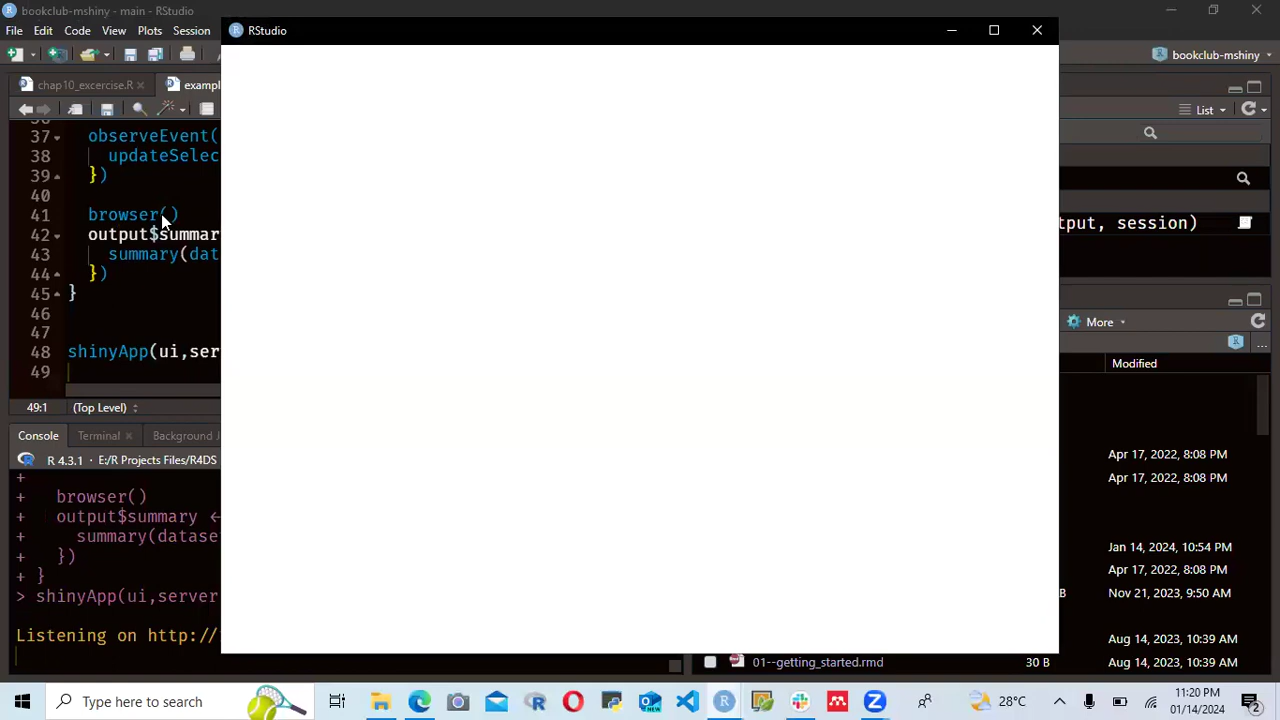 bookclub-mshiny - main - RStudio
File Edit Code View Plots Session
RStudio
bookclub-mshiny
chap10_excercise.R
examp
List
37 observeEvent(
38 updateSelec
39 })
40
41 browser()
42 output$summar
43 summary(dat
44 })
45 }
46
47
48 shinyApp(ui,ser
49
put, session)
More
Modified
49:1 (Top Level)
Console Terminal Background J
R 4.3.1 · E:/R Projects/Files/R4DS
+
+ browser()
+ output$summary <-
+ summary(datase
+ })
+ }
> shinyApp(ui,server
Listening on http://
Apr 17, 2022, 8:08 PM
Apr 17, 2022, 8:08 PM
Jan 14, 2024, 10:54 PM
Apr 17, 2022, 8:08 PM
B Nov 21, 2023, 9:50 AM
Aug 14, 2023, 10:39 AM
01--getting_started.rmd 30 B Aug 14, 2023, 10:39 AM
Type here to search
28°C
11:20 PM
01/14/2024
2